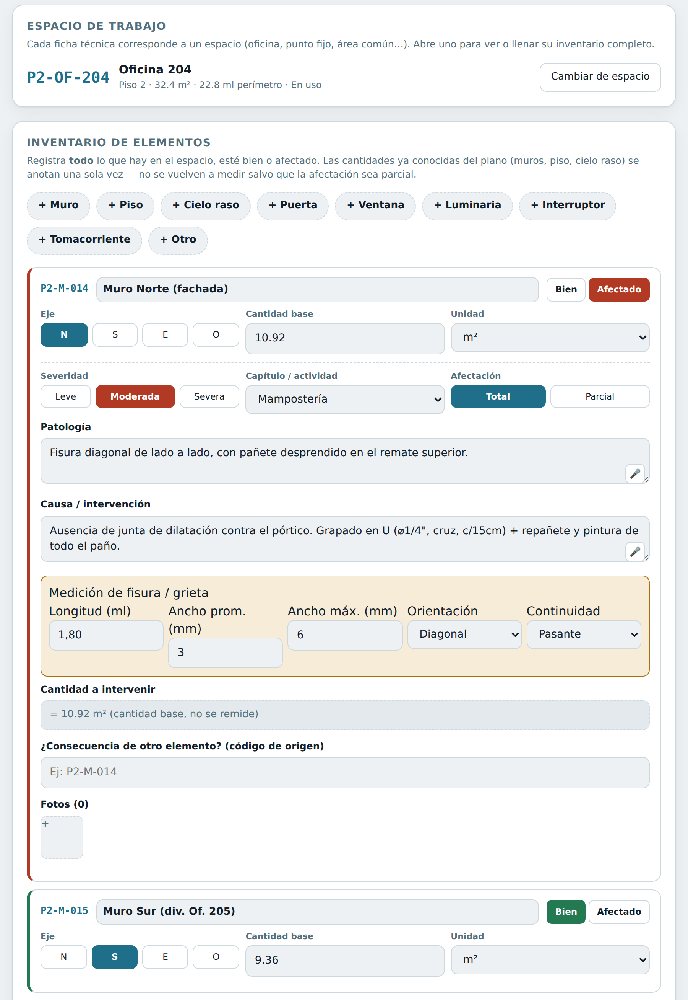 ESPACIO DE TRABAJO
Cada ficha técnica corresponde a un espacio (oficina, punto fijo, área común…). Abre uno para ver o llenar su inventario completo.
P2-OF-204
Oficina 204
Piso 2 · 32.4 m² · 22.8 ml perímetro · En uso
Cambiar de espacio
INVENTARIO DE ELEMENTOS
Registra todo lo que hay en el espacio, esté bien o afectado. Las cantidades ya conocidas del plano (muros, piso, cielo raso) se
anotan una sola vez — no se vuelven a medir salvo que la afectación sea parcial.
+ Muro + Piso + Cielo raso + Puerta + Ventana + Luminaria + Interruptor
+ Tomacorriente + Otro
P2-M-014 Muro Norte (fachada) Bien Afectado
Eje Cantidad base Unidad
N S E O 10.92 m²
Severidad Capítulo / actividad Afectación
Leve Moderada Severa Mampostería Total Parcial
Patología
Fisura diagonal de lado a lado, con pañete desprendido en el remate superior.
Causa / intervención
Ausencia de junta de dilatación contra el pórtico. Grapado en U (⌀1/4", cruz, c/15cm) + repañete y pintura de
todo el paño.
Medición de fisura / grieta
Longitud (ml) Ancho prom. (mm) Ancho máx. (mm) Orientación Continuidad
1,80 3 6 Diagonal Pasante
Cantidad a intervenir
= 10.92 m² (cantidad base, no se remide)
¿Consecuencia de otro elemento? (código de origen)
Ej: P2-M-014
Fotos (0)
+
P2-M-015 Muro Sur (div. Of. 205) Bien Afectado
Eje Cantidad base Unidad
N S E O 9.36 m²